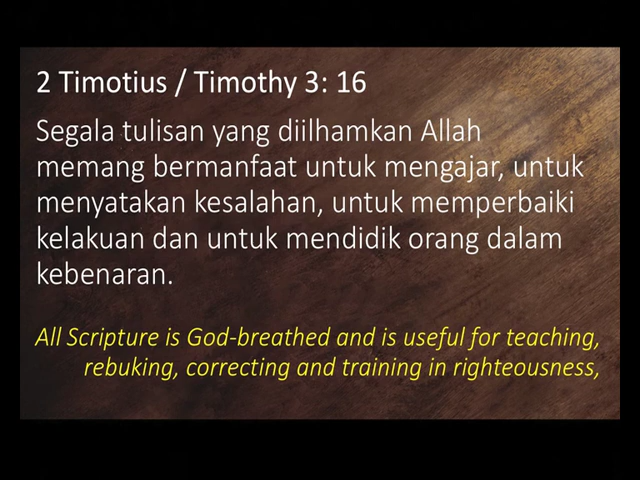 2 Timotius / Timothy 3: 16
Segala tulisan yang diilhamkan Allah
memang bermanfaat untuk mengajar, untuk
menyatakan kesalahan, untuk memperbaiki
kelakuan dan untuk mendidik orang dalam
kebenaran.
All Scripture is God-breathed and is useful for teaching,
rebuking, correcting and training in righteousness,